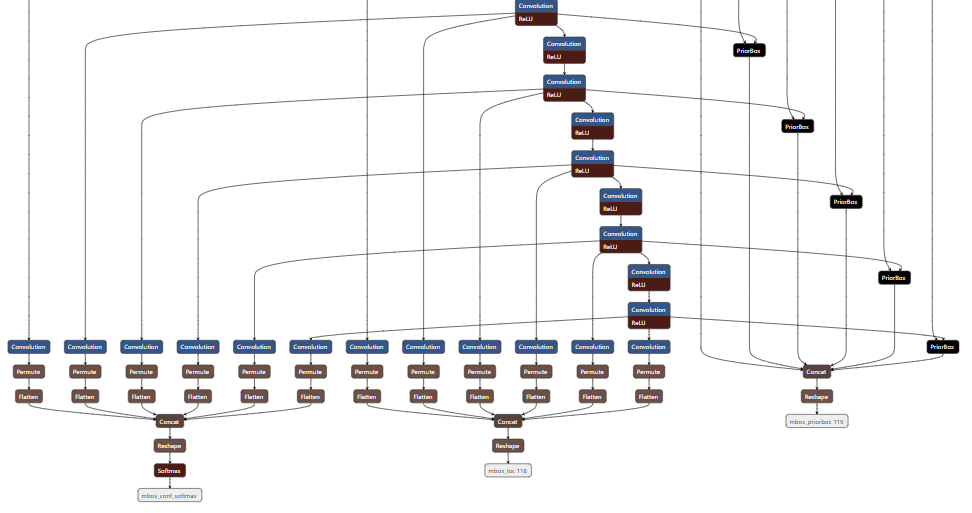 Convolution
ReLU
Convolution
ReLU
PriorBox
Convolution
ReLU
Convolution
ReLU
PriorBox
Convolution
ReLU
Convolution
ReLU
PriorBox
Convolution
ReLU
Convolution
ReLU
PriorBox
Convolution
ReLU
Convolution Convolution Convolution Convolution Convolution Convolution Convolution Convolution Convolution Convolution Convolution Convolution PriorBox
Permute Permute Permute Permute Permute Permute Permute Permute Permute Permute Permute Permute Concat
Flatten Flatten Flatten Flatten Flatten Flatten Flatten Flatten Flatten Flatten Flatten Flatten Reshape
Concat Concat mbox_priorbox 119
Reshape Reshape
Softmax mbox_loc 118
mbox_conf_softmax